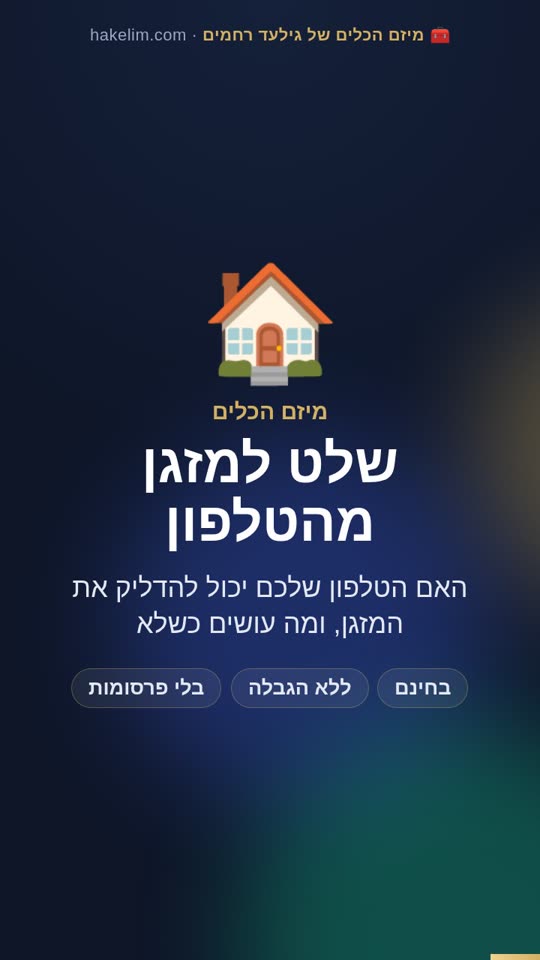 🧰 מיזם הכלים של גילעד רחמים · hakelim.com
מיזם הכלים
שלט למזגן
מהטלפון
האם הטלפון שלכם יכול להדליק את
המזגן, ומה עושים כשלא
בחינם
ללא הגבלה
בלי פרסומות